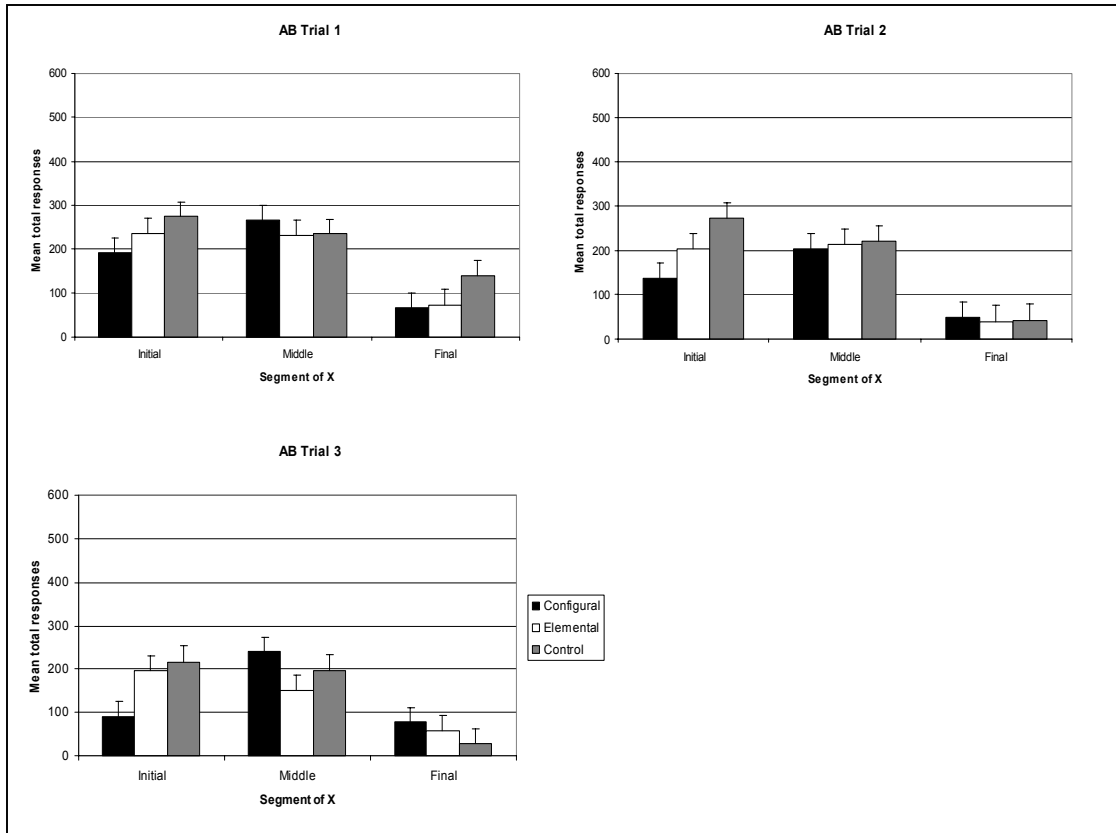 AB Trial 1
600
500
400
300
200
100
0
Mean total responses
Initial Middle Final
Segment of X
AB Trial 2
600
500
400
300
200
100
0
Mean total responses
Initial Middle Final
Segment of X
AB Trial 3
600
500
400
300
200
100
0
Mean total responses
Initial Middle Final
Segment of X
Configural
Elemental
Control